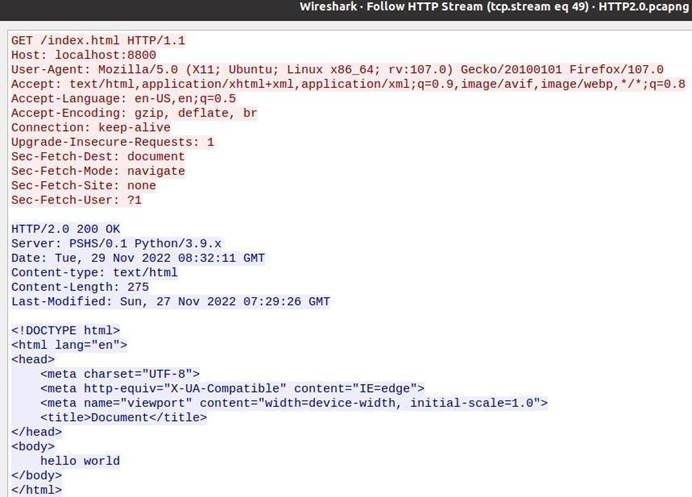 Wireshark · Follow HTTP Stream (tcp.stream eq 49) · HTTP2.0.pcapng
GET /index.html HTTP/1.1
Host: localhost:8800
User-Agent: Mozilla/5.0 (X11; Ubuntu; Linux x86_64; rv:107.0) Gecko/20100101 Firefox/107.0
Accept: text/html,application/xhtml+xml,application/xml;q=0.9,image/avif,image/webp,*/*;q=0.8
Accept-Language: en-US,en;q=0.5
Accept-Encoding: gzip, deflate, br
Connection: keep-alive
Upgrade-Insecure-Requests: 1
Sec-Fetch-Dest: document
Sec-Fetch-Mode: navigate
Sec-Fetch-Site: none
Sec-Fetch-User: ?1
HTTP/2.0 200 OK
Server: PSHS/0.1 Python/3.9.x
Date: Tue, 29 Nov 2022 08:32:11 GMT
Content-type: text/html
Content-Length: 275
Last-Modified: Sun, 27 Nov 2022 07:29:26 GMT
<!DOCTYPE html>
<html lang="en">
<head>
    <meta charset="UTF-8">
    <meta http-equiv="X-UA-Compatible" content="IE=edge">
    <meta name="viewport" content="width=device-width, initial-scale=1.0">
    <title>Document</title>
</head>
<body>
    hello world
</body>
</html>